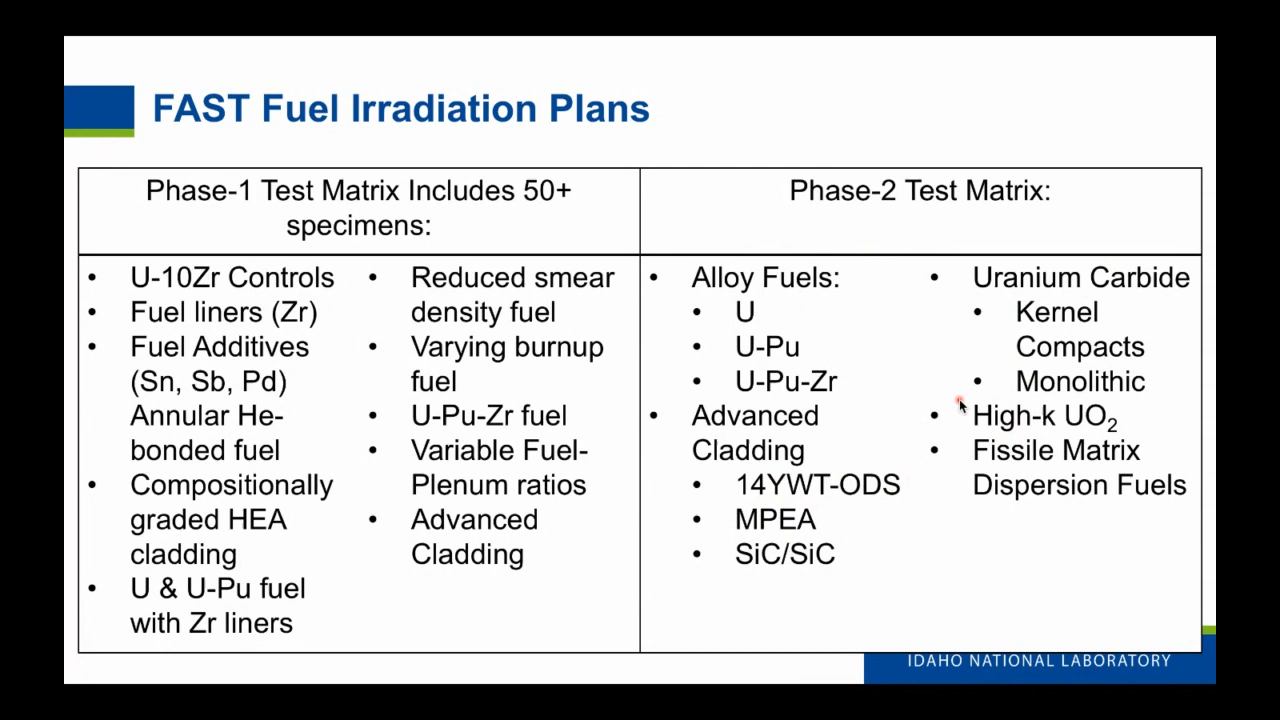 FAST Fuel Irradiation Plans
Phase-1 Test Matrix Includes 50+
specimens:
• U-10Zr Controls
• Fuel liners (Zr)
• Fuel Additives
(Sn, Sb, Pd)
Annular He-
bonded fuel
• Compositionally
graded HEA
cladding
• U & U-Pu fuel
with Zr liners
• Reduced smear
density fuel
• Varying burnup
fuel
• U-Pu-Zr fuel
• Variable Fuel-
Plenum ratios
• Advanced
Cladding
Phase-2 Test Matrix:
• Alloy Fuels:
• U
• U-Pu
• U-Pu-Zr
• Advanced
Cladding
• 14YWT-ODS
• MPEA
• SiC/SiC
• Uranium Carbide
• Kernel
Compacts
• Monolithic
• High-k UO₂
• Fissile Matrix
Dispersion Fuels
IDAHO NATIONAL LABORATORY